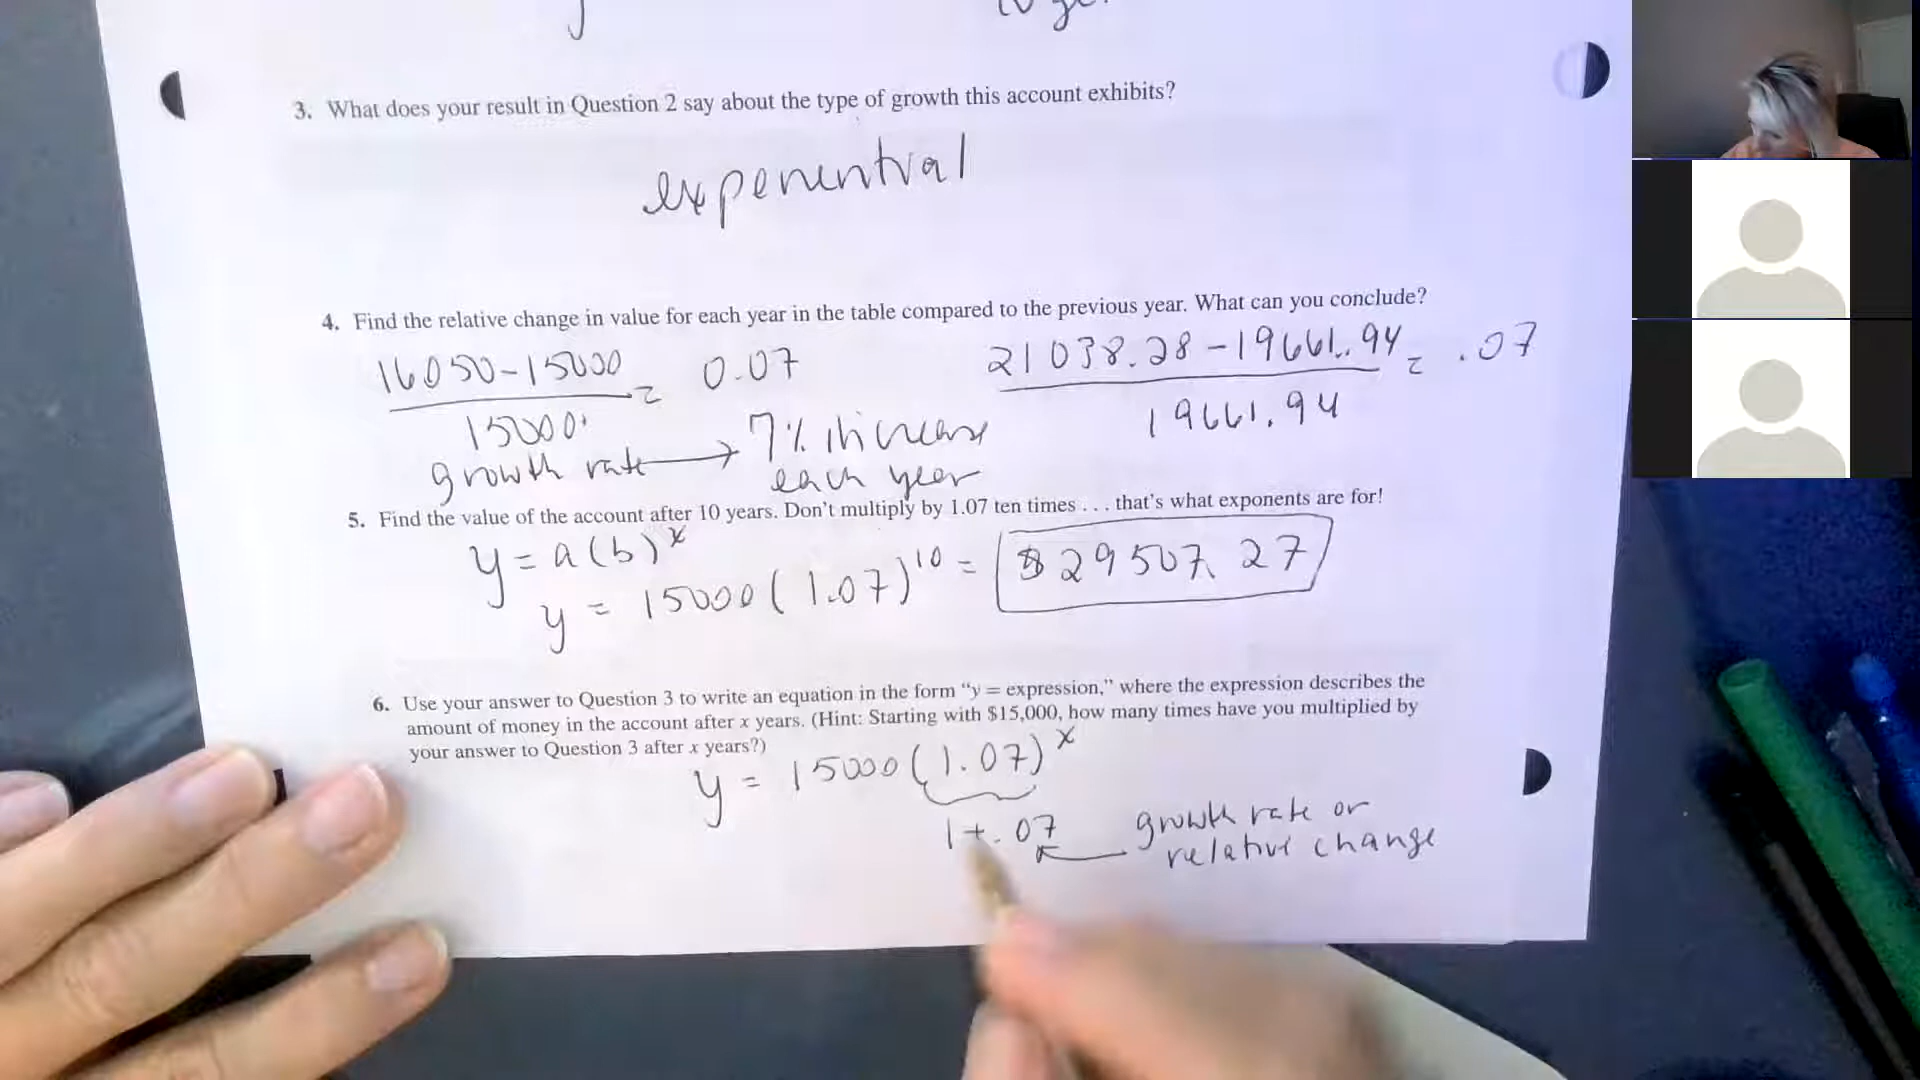 3. What does your result in Question 2 say about the type of growth this account exhibits?
exponential
4. Find the relative change in value for each year in the table compared to the previous year. What can you conclude?
16050-15000 / 15000 = 0.07
21038.28-19661.94 / 19661.94 = .07
growth rate → 7% increase
each year
5. Find the value of the account after 10 years. Don't multiply by 1.07 ten times . . . that's what exponents are for!
y = a(b)^x
y = 15000(1.07)^10 = $29507.27
6. Use your answer to Question 3 to write an equation in the form “y = expression,” where the expression describes the
amount of money in the account after x years. (Hint: Starting with $15,000, how many times have you multiplied by
your answer to Question 3 after x years?)
y = 15000(1.07)^x
1+.07 ← growth rate or
relative change